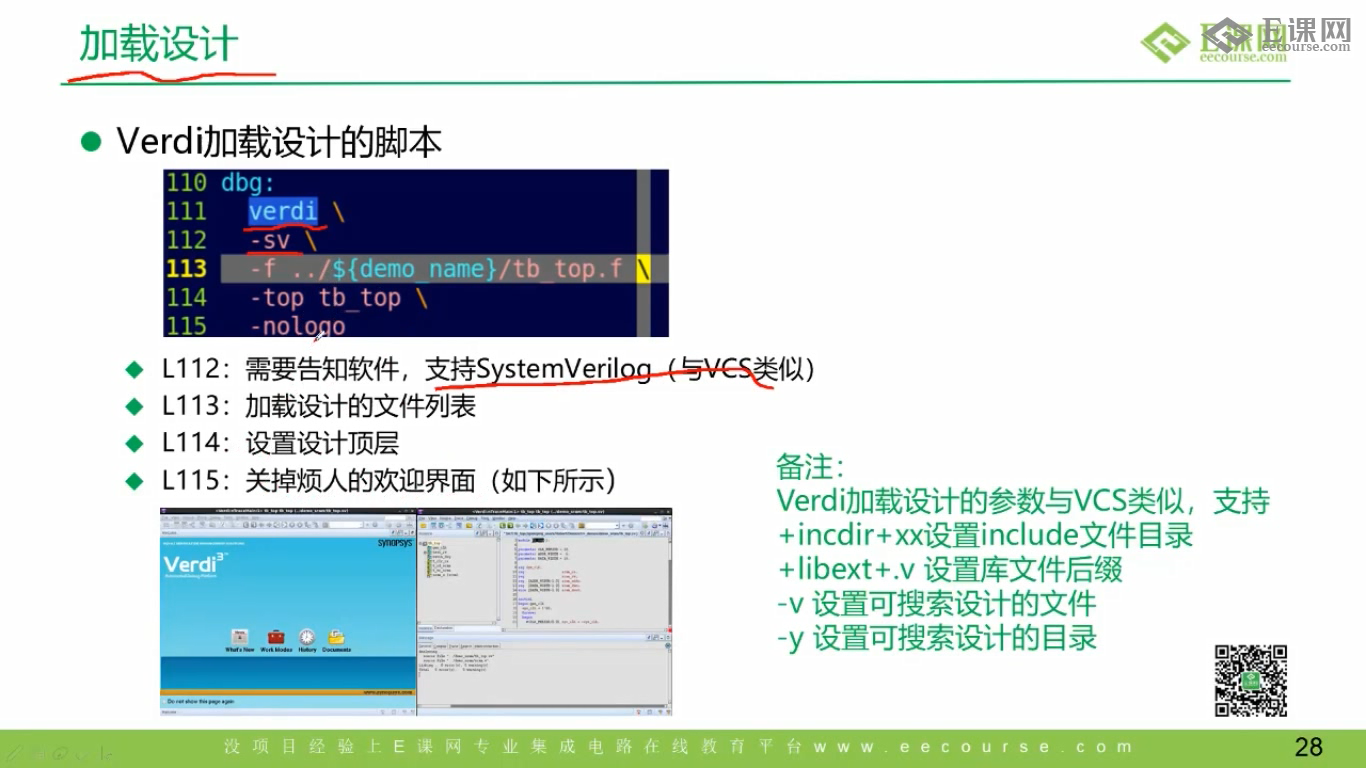 加载设计
E课网
eecourse.com
E课网
eecourse.com
Verdi加载设计的脚本
110 dbg:
111 verdi \
112 -sv \
113 -f ../${demo_name}/tb_top.f \
114 -top tb_top \
115 -nologo
L112：需要告知软件，支持SystemVerilog（与VCS类似）
L113：加载设计的文件列表
L114：设置设计顶层
L115：关掉烦人的欢迎界面（如下所示）
备注：
Verdi加载设计的参数与VCS类似，支持
+incdir+xx设置include文件目录
+libext+.v 设置库文件后缀
-v 设置可搜索设计的文件
-y 设置可搜索设计的目录
SYNOPSYS
Verdi3
What's New Work Modes History Documents
www.synopsys.com
Do not show this page again
没项目经验上E课网专业集成电路在线教育平台www.eecourse.com
28